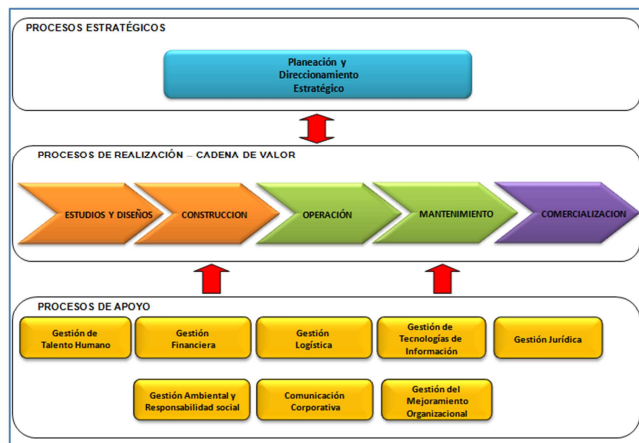 PROCESOS ESTRATÉGICOS
Planeación y
Direccionamiento
Estratégico
PROCESOS DE REALIZACIÓN – CADENA DE VALOR
ESTUDIOS Y DISEÑOS
CONSTRUCCION
OPERACIÓN
MANTENIMIENTO
COMERCIALIZACION
PROCESOS DE APOYO
Gestión de
Talento Humano
Gestión
Financiera
Gestión
Logística
Gestión de
Tecnologías de
Información
Gestión Jurídica
Gestión Ambiental y
Responsabilidad social
Comunicación
Corporativa
Gestión del
Mejoramiento
Organizacional